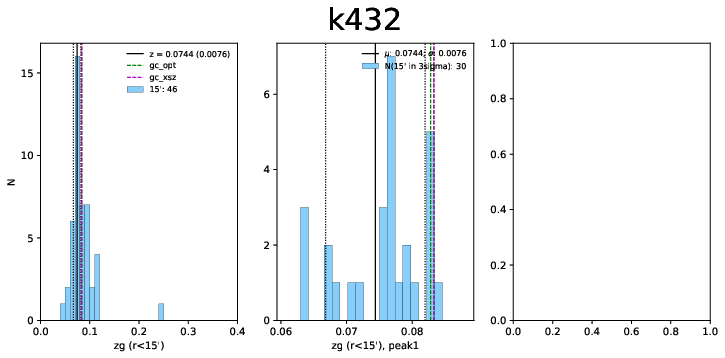 k432
z = 0.0744 (0.0076)
gc_opt
gc_xsz
15': 46
N
15
10
5
0
0.0 0.1 0.2 0.3 0.4
zg (r<15')
μ: 0.0744, σ: 0.0076
N(15' in 3sigma): 30
6
4
2
0
0.06 0.07 0.08
zg (r<15'), peak1
1.0
0.8
0.6
0.4
0.2
0.0
0.0 0.2 0.4 0.6 0.8 1.0